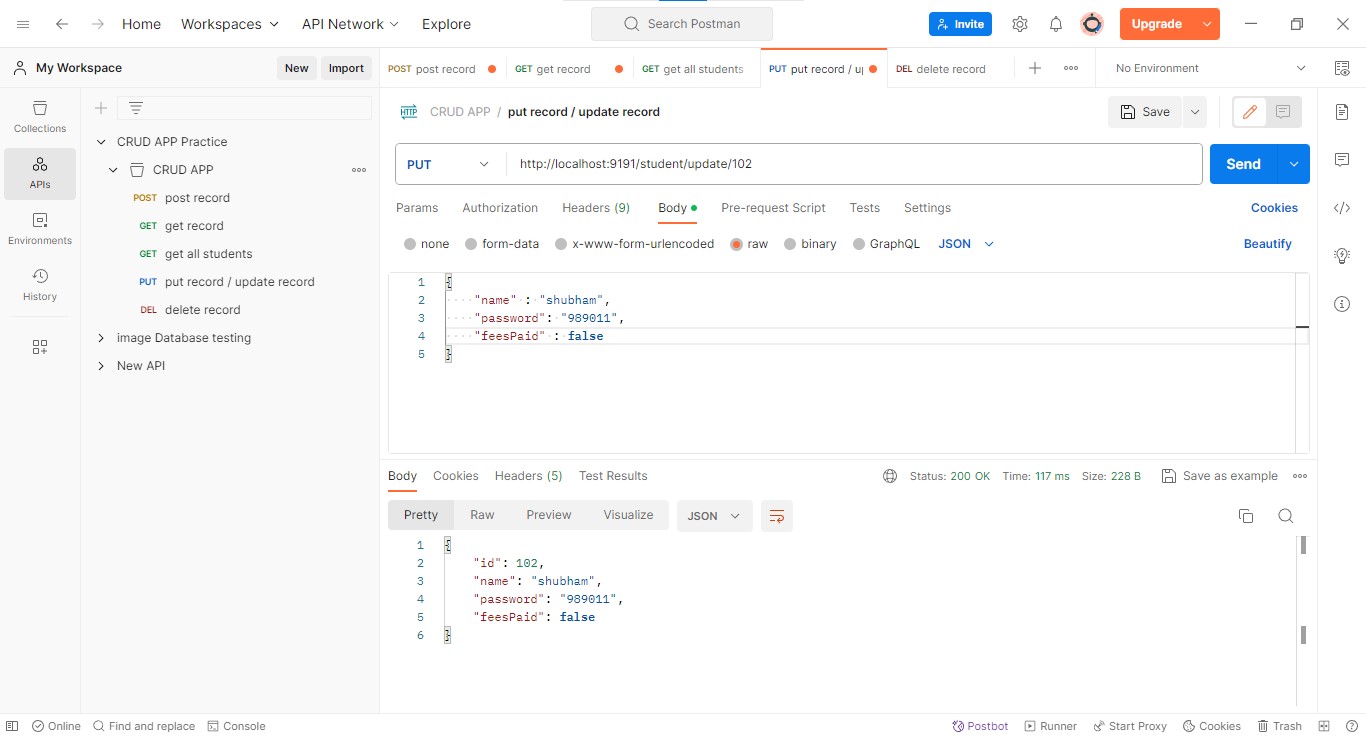 Home Workspaces API Network Explore Search Postman Invite Upgrade
My Workspace New Import POST post record GET get record GET get all students PUT put record / u DEL delete record No Environment
Collections
APIs
Environments
History
CRUD APP Practice
CRUD APP
POST post record
GET get record
GET get all students
PUT put record / update record
DEL delete record
image Database testing
New API
HTTP CRUD APP / put record / update record Save
PUT http://localhost:9191/student/update/102 Send
Params Authorization Headers (9) Body Pre-request Script Tests Settings Cookies
none form-data x-www-form-urlencoded raw binary GraphQL JSON Beautify
1 {
2 "name" : "shubham",
3 "password": "989011",
4 "feesPaid" : false
5 }
Body Cookies Headers (5) Test Results Status: 200 OK Time: 117 ms Size: 228 B Save as example
Pretty Raw Preview Visualize JSON
1 {
2 "id": 102,
3 "name": "shubham",
4 "password": "989011",
5 "feesPaid": false
6 }
Online Find and replace Console Postbot Runner Start Proxy Cookies Trash